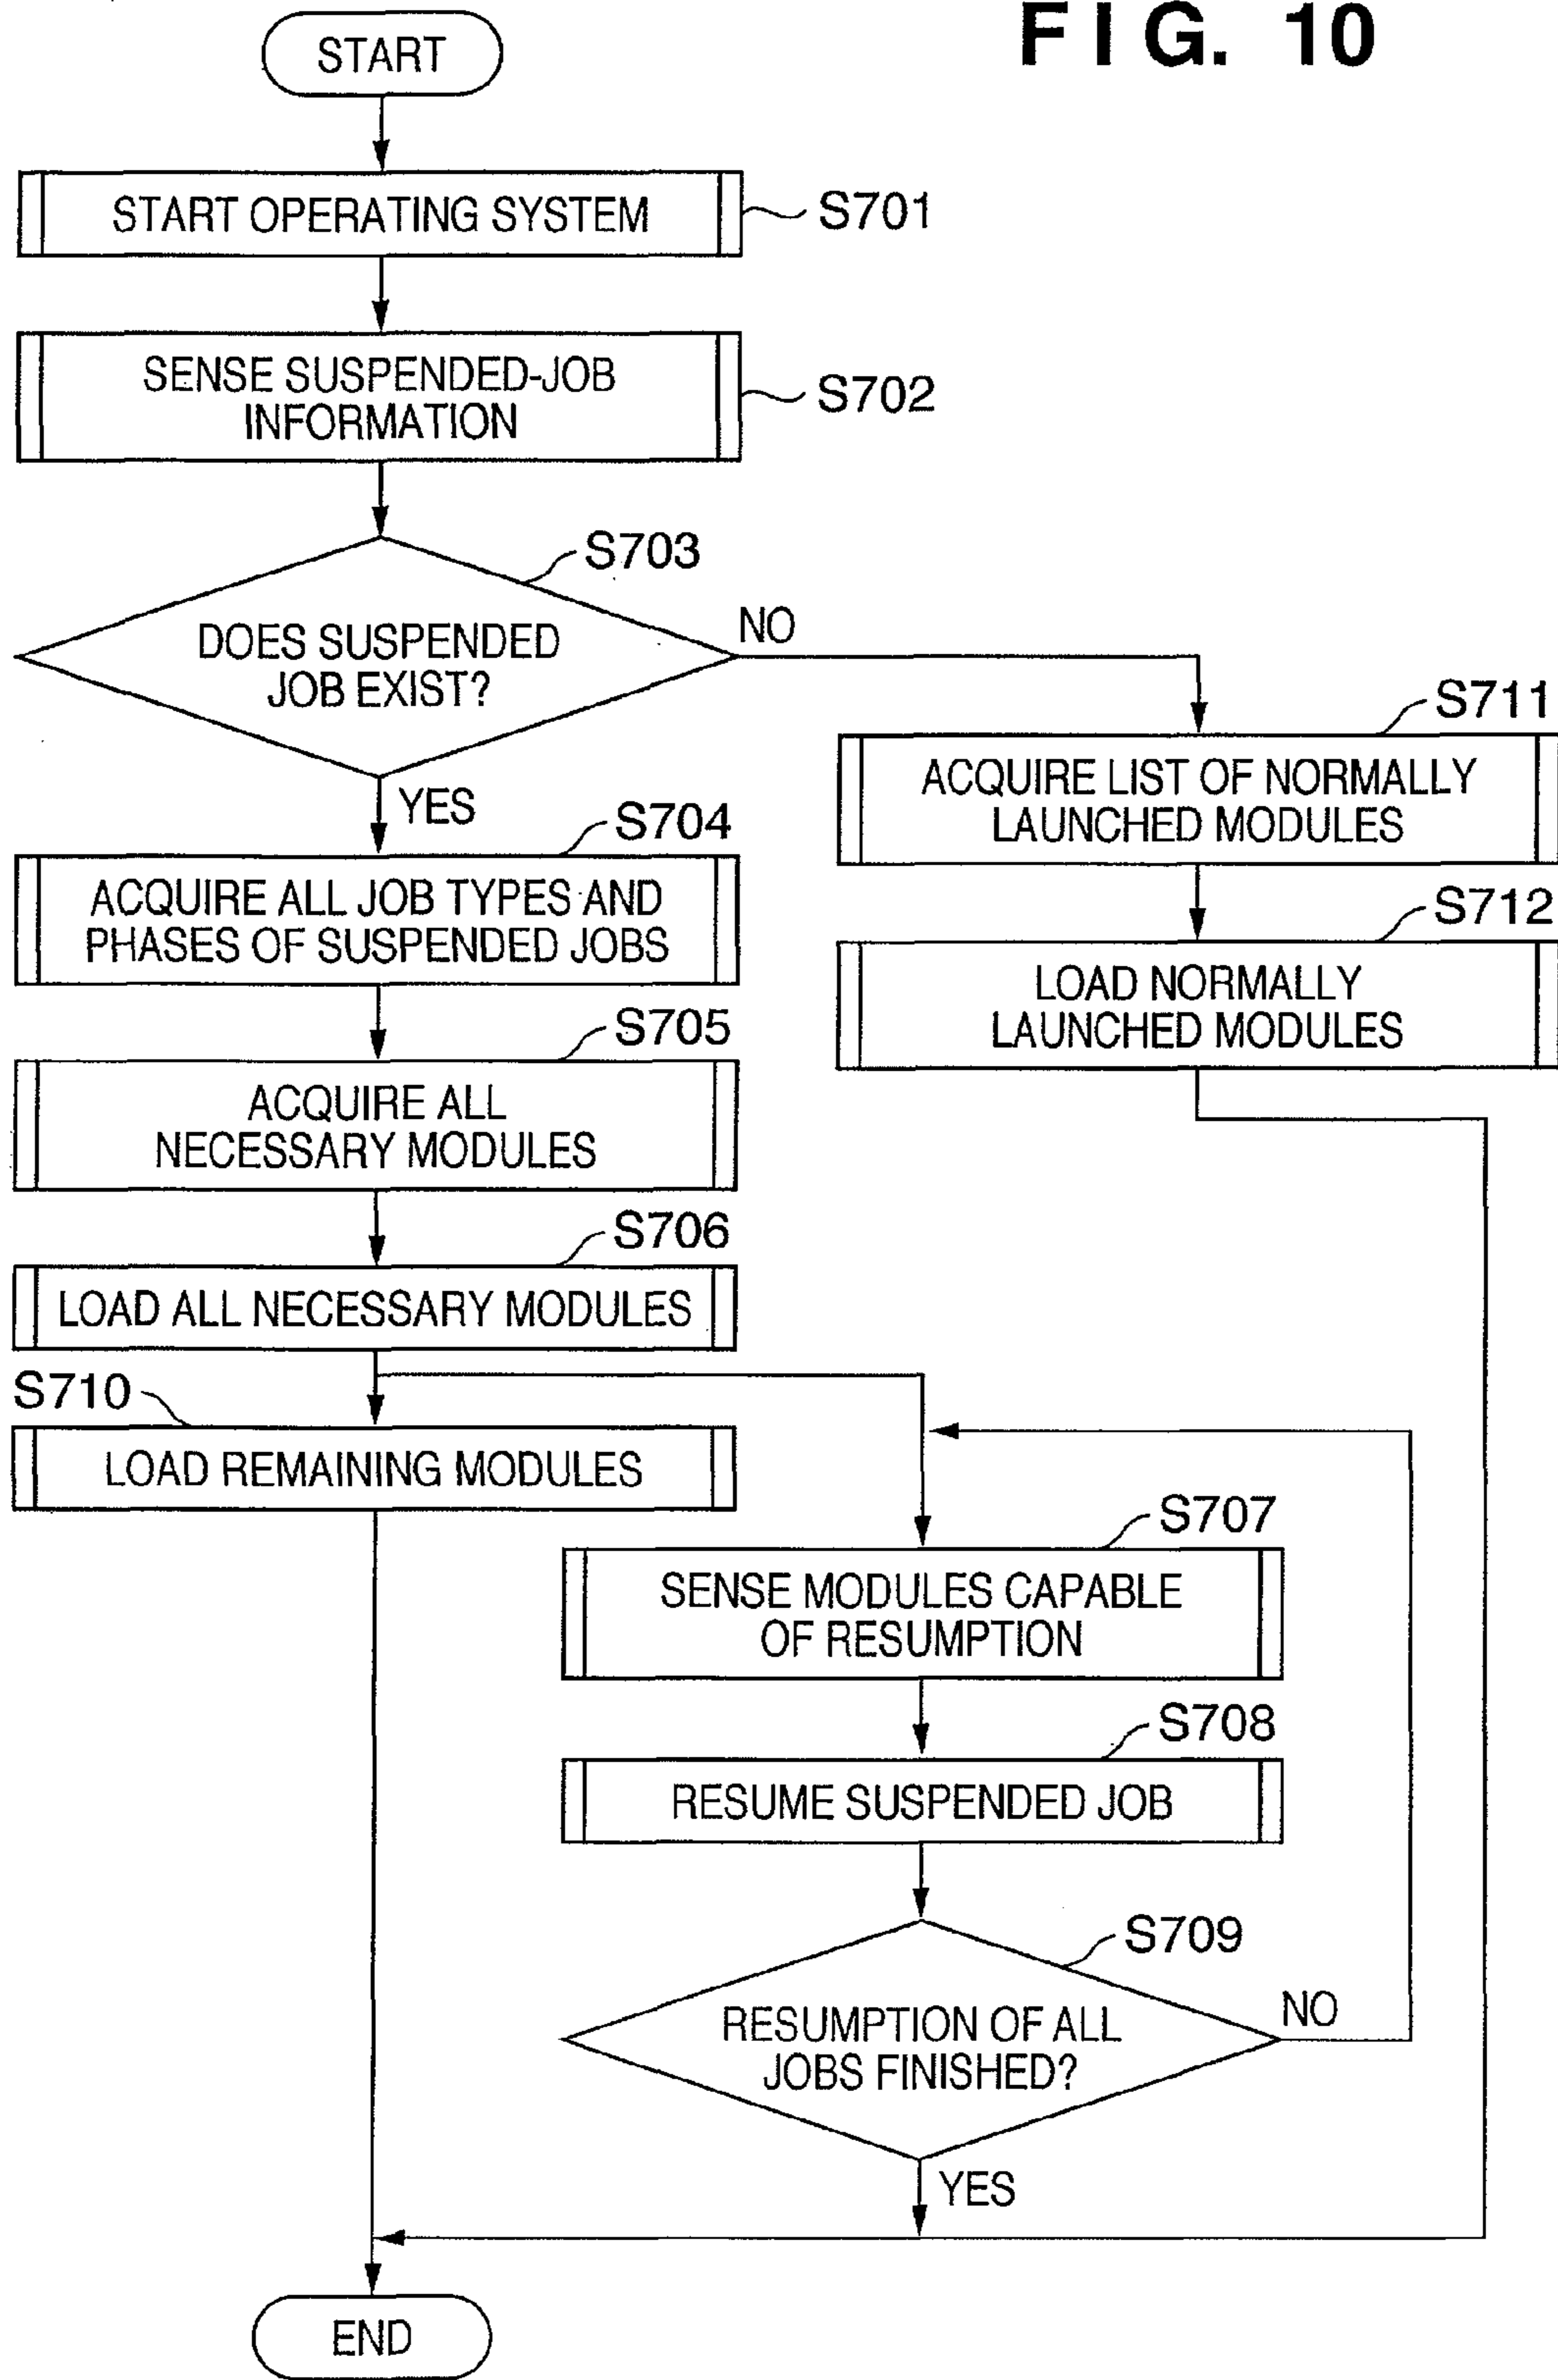 FIG. 10
START
START OPERATING SYSTEM
S701
SENSE SUSPENDED-JOB
INFORMATION
S702
S703
DOES SUSPENDED
JOB EXIST?
NO
YES
S711
ACQUIRE LIST OF NORMALLY
LAUNCHED MODULES
S712
LOAD NORMALLY
LAUNCHED MODULES
S704
ACQUIRE ALL JOB TYPES AND
PHASES OF SUSPENDED JOBS
S705
ACQUIRE ALL
NECESSARY MODULES
S706
LOAD ALL NECESSARY MODULES
S710
LOAD REMAINING MODULES
S707
SENSE MODULES CAPABLE
OF RESUMPTION
S708
RESUME SUSPENDED JOB
S709
RESUMPTION OF ALL
JOBS FINISHED?
NO
YES
END